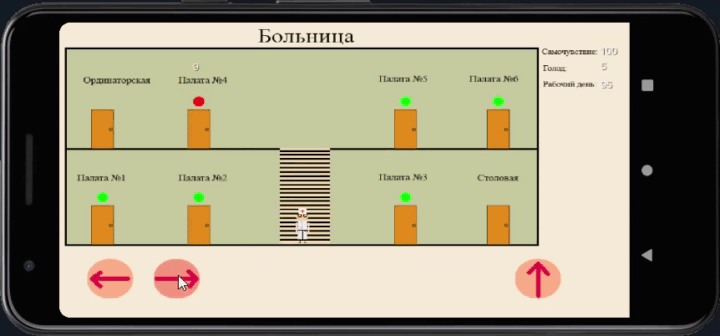 Больница
Самочувствие: 100
Голод: 5
Рабочий день: 95
9
Ординаторская Палата №4 Палата №5 Палата №6
Палата №1 Палата №2 Палата №3 Столовая